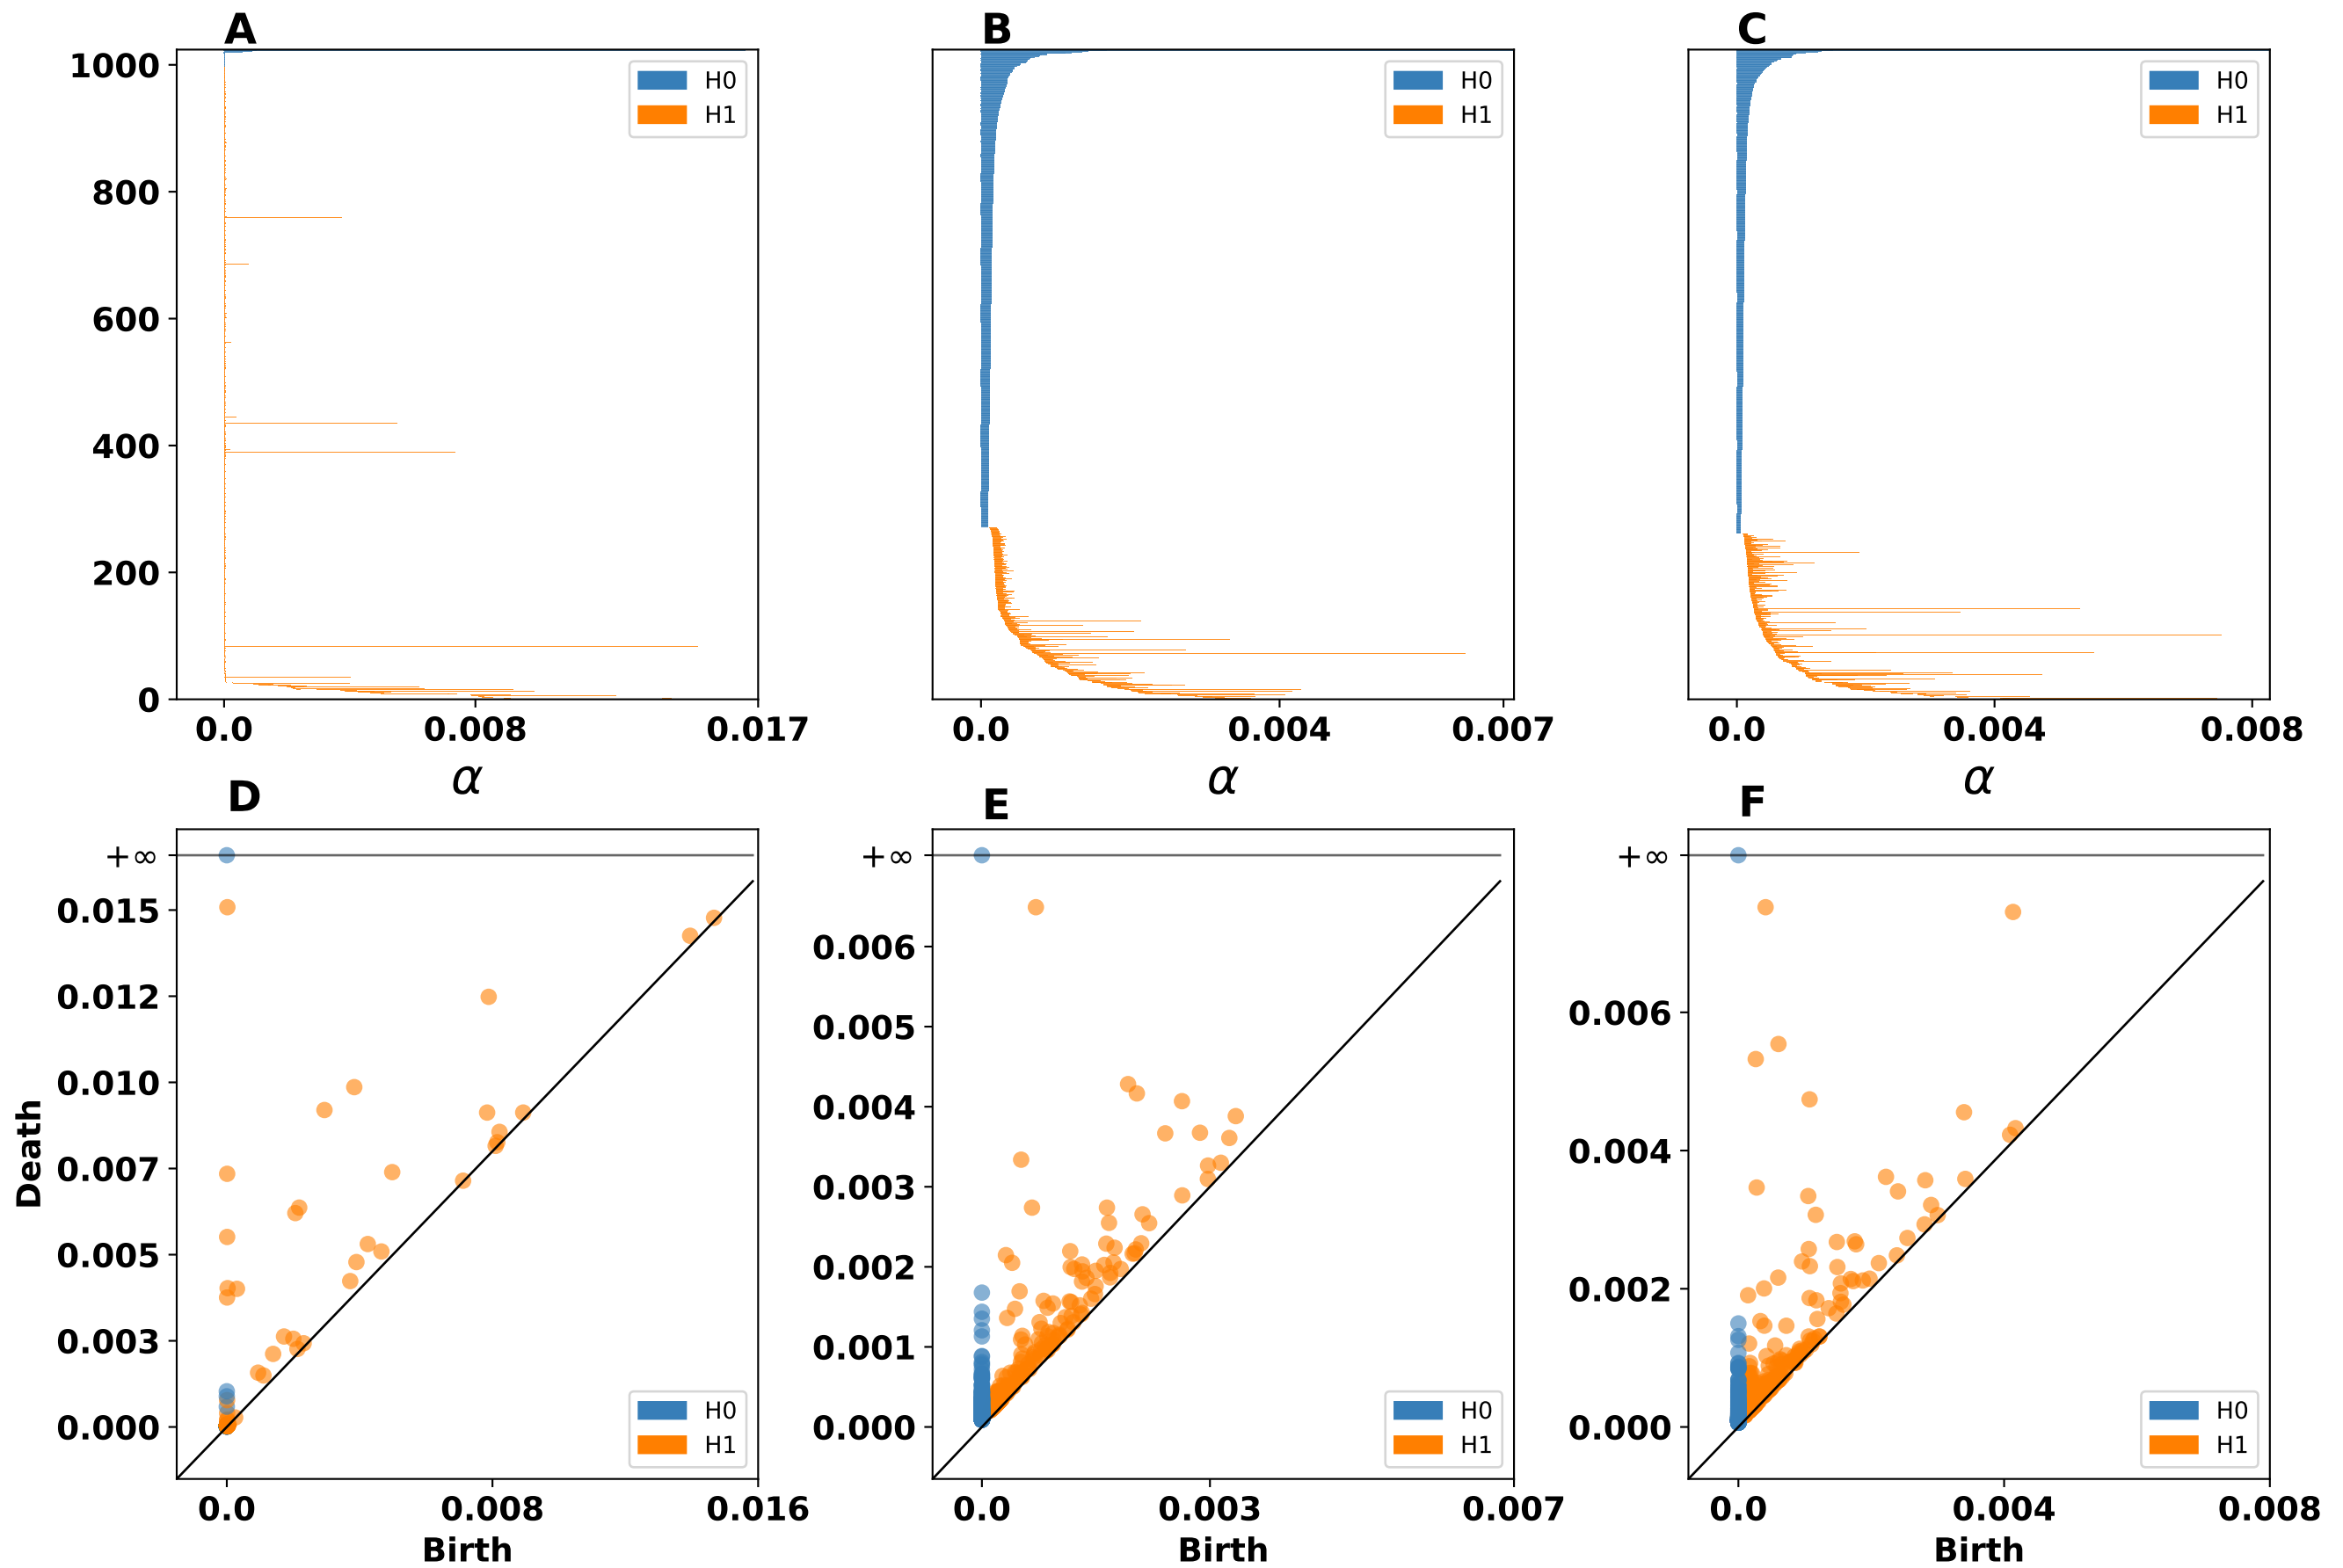 A
B
C
1000
800
600
400
200
0
H0
H1
H0
H1
H0
H1
0.0 0.008 0.017
0.0 0.004 0.007
0.0 0.004 0.008
α
α
α
D
E
F
Death
+∞
0.015
0.012
0.010
0.007
0.005
0.003
0.000
H0
H1
0.0 0.008 0.016
Birth
+∞
0.006
0.005
0.004
0.003
0.002
0.001
0.000
H0
H1
0.0 0.003 0.007
Birth
+∞
0.006
0.004
0.002
0.000
H0
H1
0.0 0.004 0.008
Birth